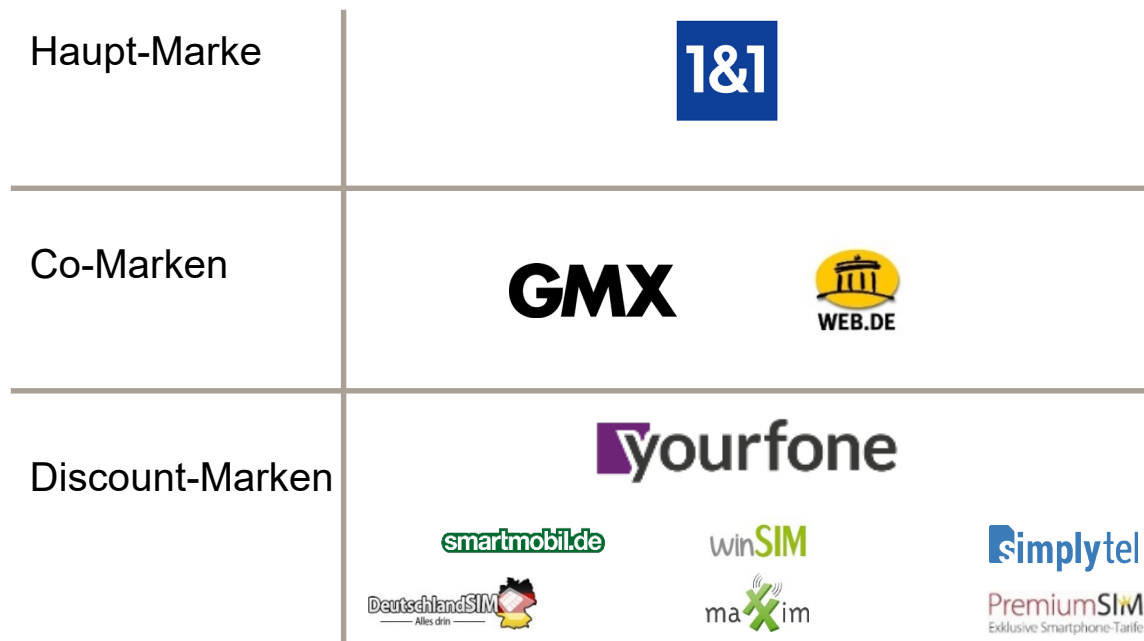 Haupt-Marke
1&1
Co-Marken
GMX
WEB.DE
Discount-Marken
yourfone
smartmobil.de
winSIM
simplytel
DeutschlandSIM
Alles drin
maXXim
PremiumSIM
Exklusive Smartphone-Tarife